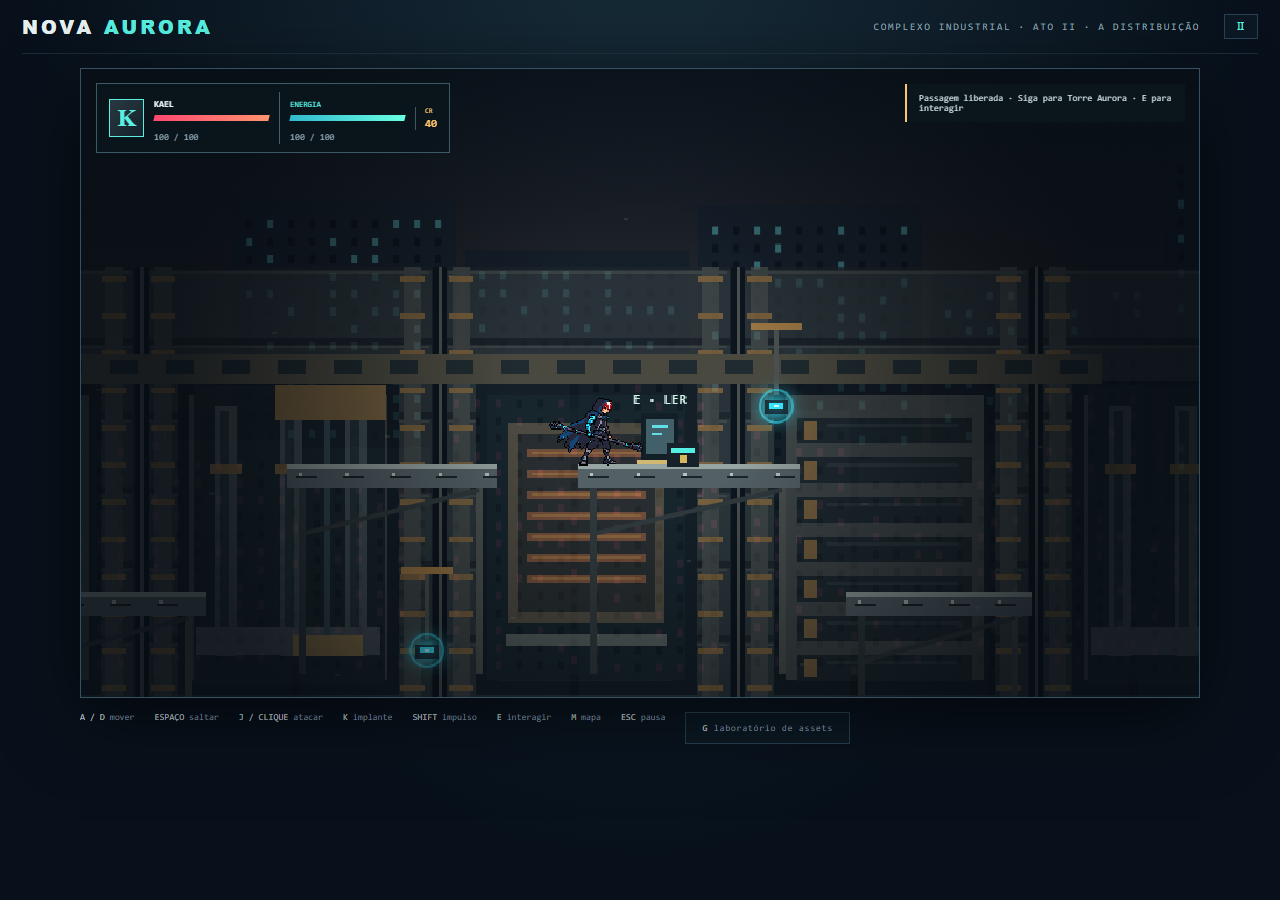 NOVA AURORA
COMPLEXO INDUSTRIAL · ATO II · A DISTRIBUIÇÃO
II
K
KAEL
100 / 100
ENERGIA
100 / 100
CR
40
Passagem liberada · Siga para Torre Aurora · E para
interagir
E · LER
A / D mover
ESPAÇO saltar
J / CLIQUE atacar
K implante
SHIFT impulso
E interagir
M mapa
ESC pausa
G laboratório de assets